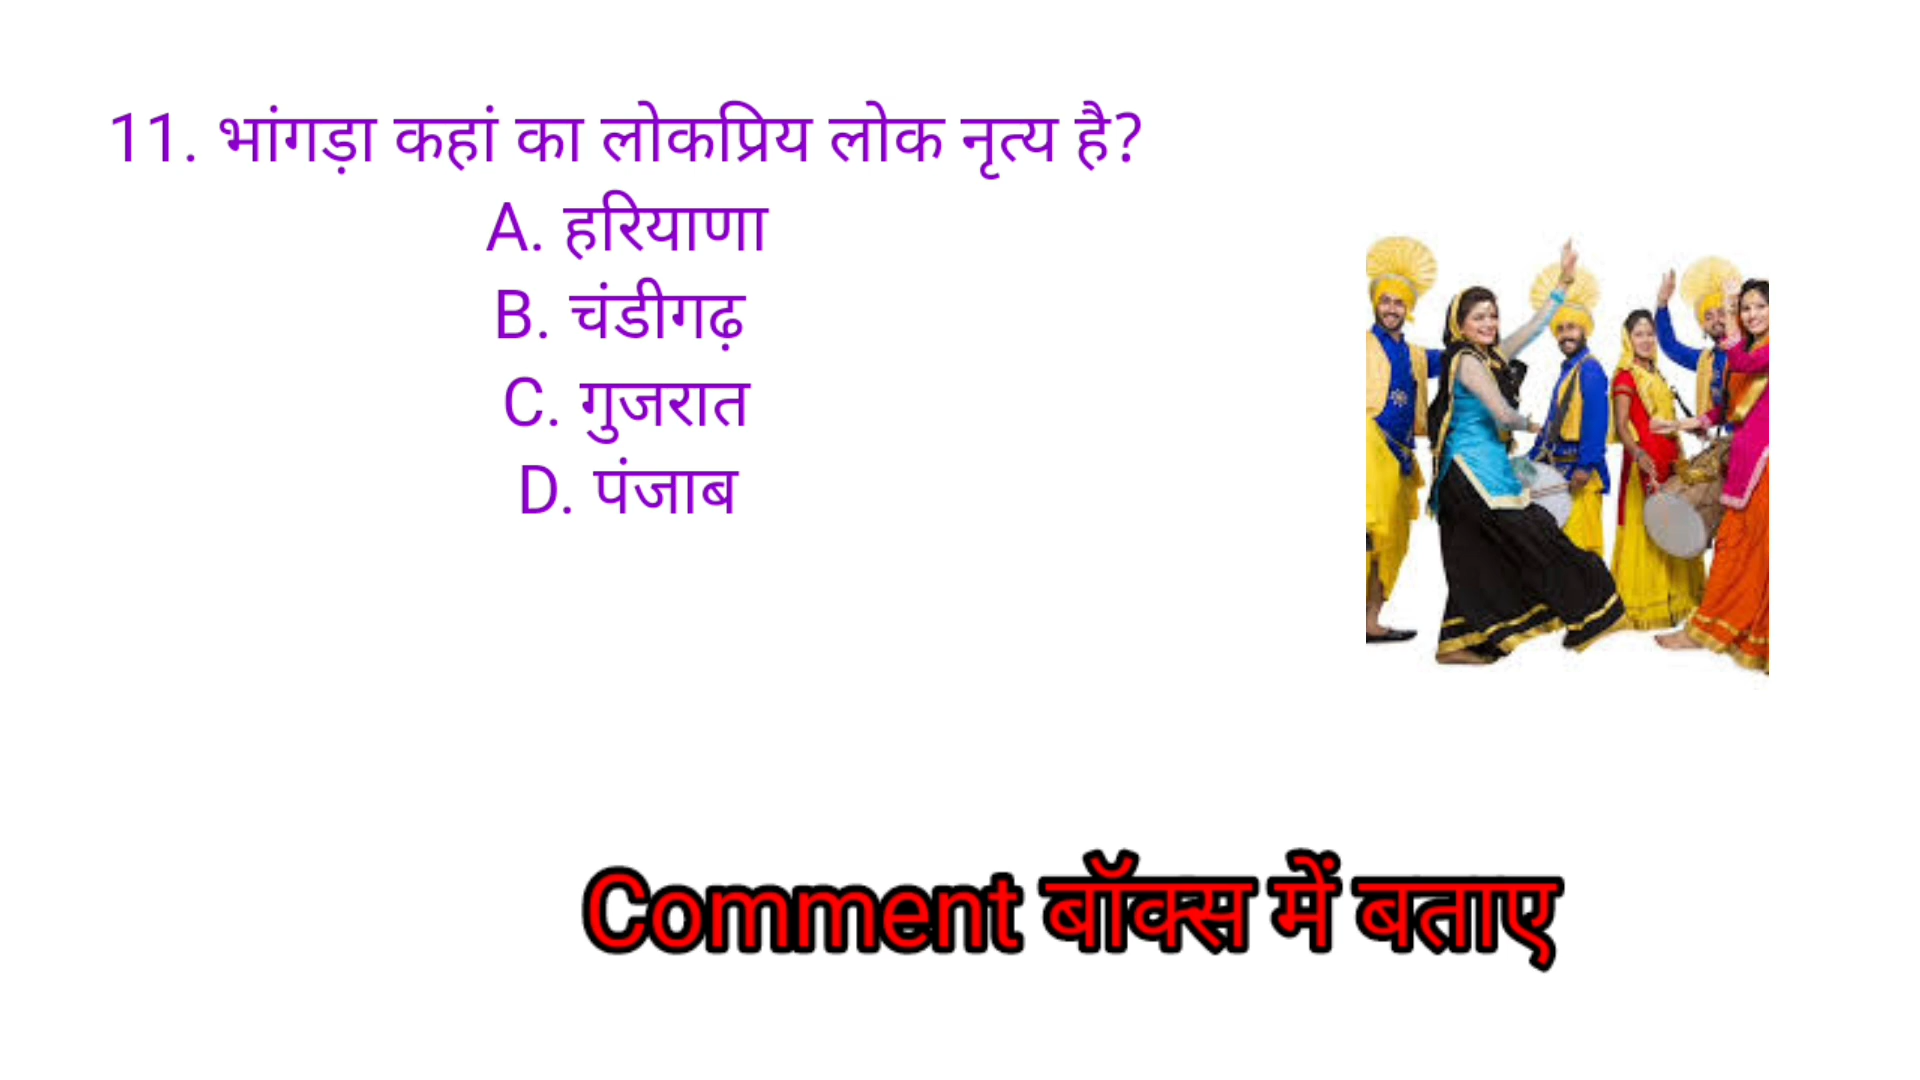 11. भांगड़ा कहां का लोकप्रिय लोक नृत्य है?
A. हरियाणा
B. चंडीगढ़
C. गुजरात
D. पंजाब
Comment बॉक्स में बताए